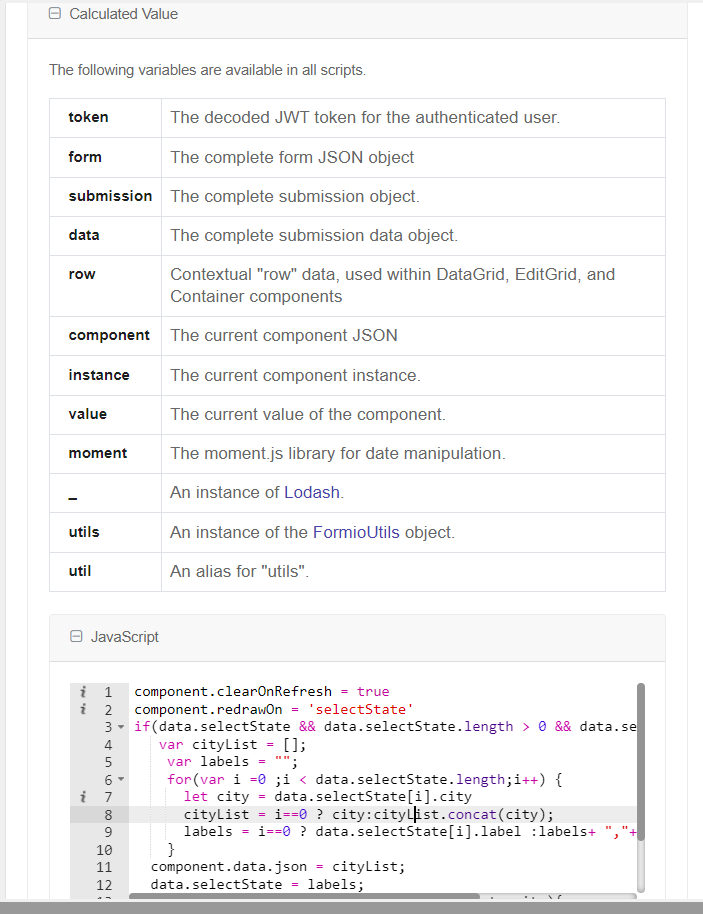 Calculated Value
The following variables are available in all scripts.
token The decoded JWT token for the authenticated user.
form The complete form JSON object
submission The complete submission object.
data The complete submission data object.
row Contextual "row" data, used within DataGrid, EditGrid, and
Container components
component The current component JSON
instance The current component instance.
value The current value of the component.
moment The moment.js library for date manipulation.
_ An instance of Lodash.
utils An instance of the FormioUtils object.
util An alias for "utils".
JavaScript
i 1 component.clearOnRefresh = true
i 2 component.redrawOn = 'selectState'
3 if(data.selectState && data.selectState.length > 0 && data.se
4 var cityList = [];
5 var labels = "";
6 for(var i =0 ;i < data.selectState.length;i++) {
i 7 let city = data.selectState[i].city
8 cityList = i==0 ? city:cityList.concat(city);
9 labels = i==0 ? data.selectState[i].label :labels+ ","+
10 }
11 component.data.json = cityList;
12 data.selectState = labels;